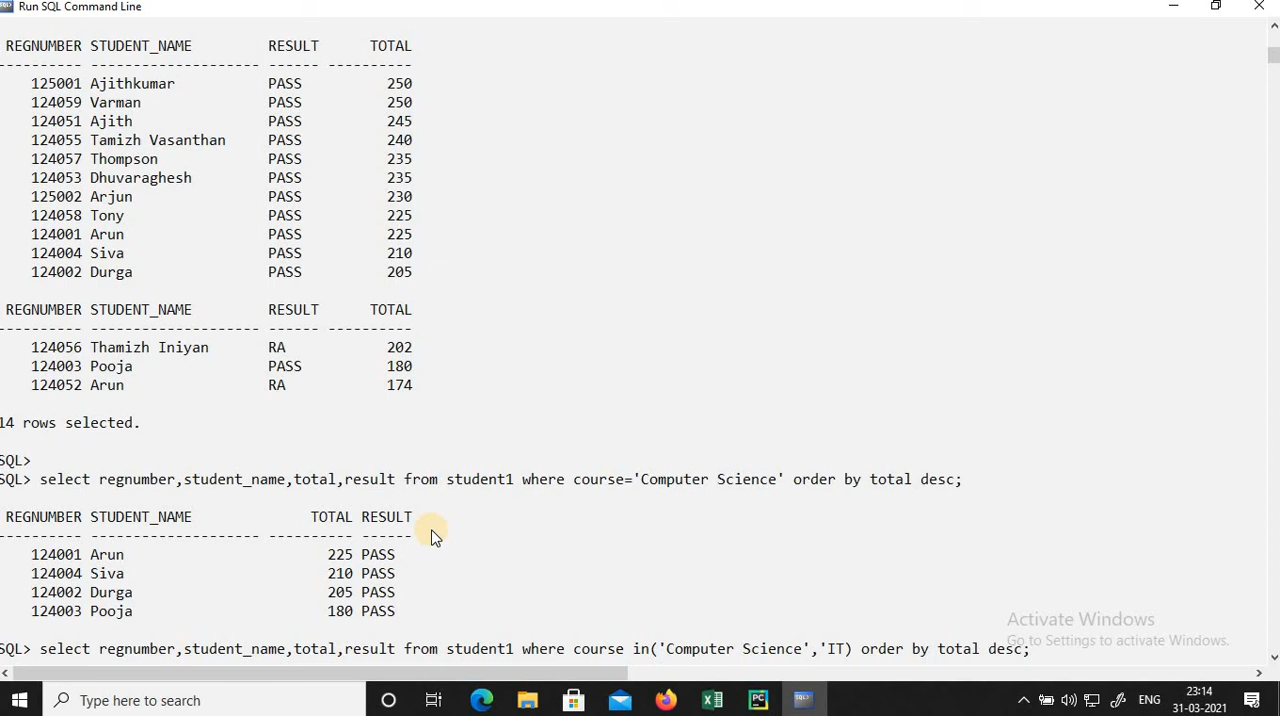 Run SQL Command Line
REGNUMBER STUDENT_NAME         RESULT      TOTAL
---------- -------------------- ------ ----------
    125001 Ajithkumar           PASS          250
    124059 Varman               PASS          250
    124051 Ajith                PASS          245
    124055 Tamizh Vasanthan     PASS          240
    124057 Thompson             PASS          235
    124053 Dhuvaraghesh         PASS          235
    125002 Arjun                PASS          230
    124058 Tony                 PASS          225
    124001 Arun                 PASS          225
    124004 Siva                 PASS          210
    124002 Durga                PASS          205
REGNUMBER STUDENT_NAME         RESULT      TOTAL
---------- -------------------- ------ ----------
    124056 Thamizh Iniyan       RA            202
    124003 Pooja                PASS          180
    124052 Arun                 RA            174
14 rows selected.
SQL>
SQL> select regnumber,student_name,total,result from student1 where course='Computer Science' order by total desc;
REGNUMBER STUDENT_NAME              TOTAL RESULT
---------- -------------------- ---------- ------
    124001 Arun                        225 PASS
    124004 Siva                        210 PASS
    124002 Durga                       205 PASS
    124003 Pooja                       180 PASS
SQL> select regnumber,student_name,total,result from student1 where course in('Computer Science','IT) order by total desc;
Activate Windows
Go to Settings to activate Windows.
Type here to search
ENG
23:14
31-03-2021